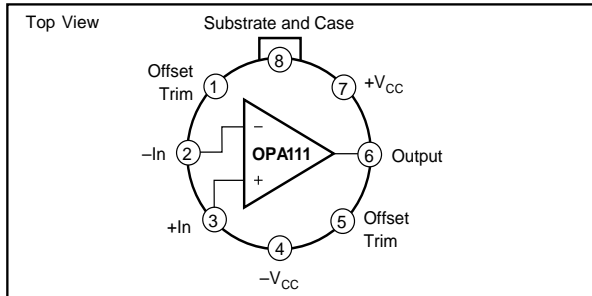 Top View
Substrate and Case
8
Offset
Trim
1
7
+VCC
–In
2
–
OPA111
6
Output
+
+In
3
5
Offset
Trim
4
–VCC